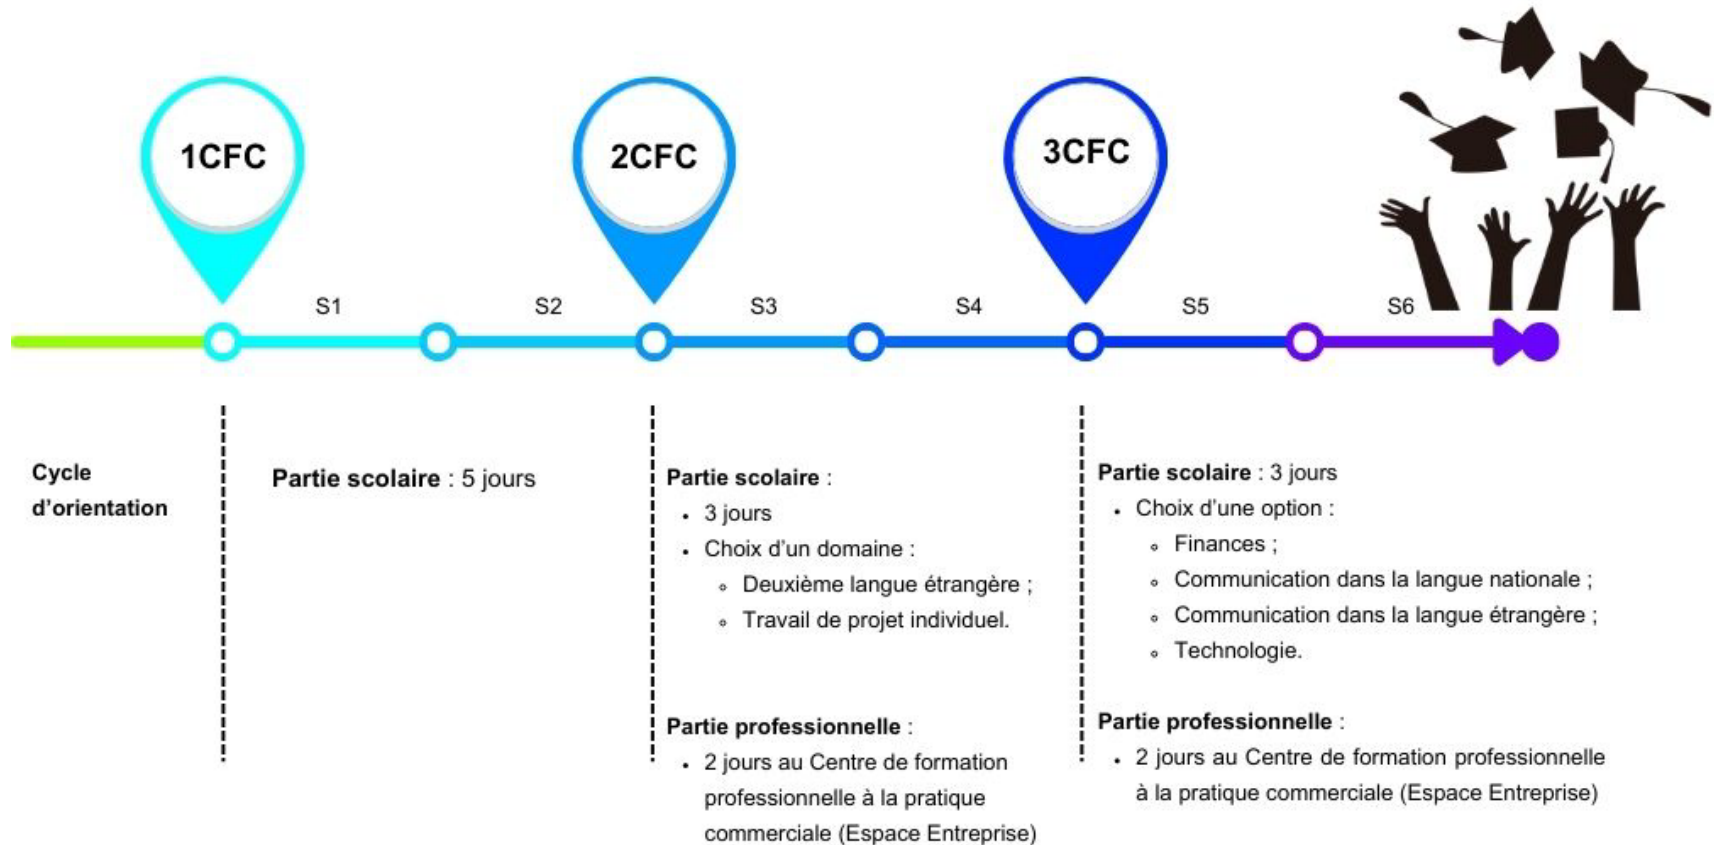 1CFC
2CFC
3CFC
S1
S2
S3
S4
S5
S6
Cycle
d'orientation
Partie scolaire : 5 jours
Partie scolaire :
• 3 jours
• Choix d'un domaine :
◦ Deuxième langue étrangère ;
◦ Travail de projet individuel.
Partie professionnelle :
• 2 jours au Centre de formation
professionnelle à la pratique
commerciale (Espace Entreprise)
Partie scolaire : 3 jours
• Choix d'une option :
◦ Finances ;
◦ Communication dans la langue nationale ;
◦ Communication dans la langue étrangère ;
◦ Technologie.
Partie professionnelle :
• 2 jours au Centre de formation professionnelle
à la pratique commerciale (Espace Entreprise)